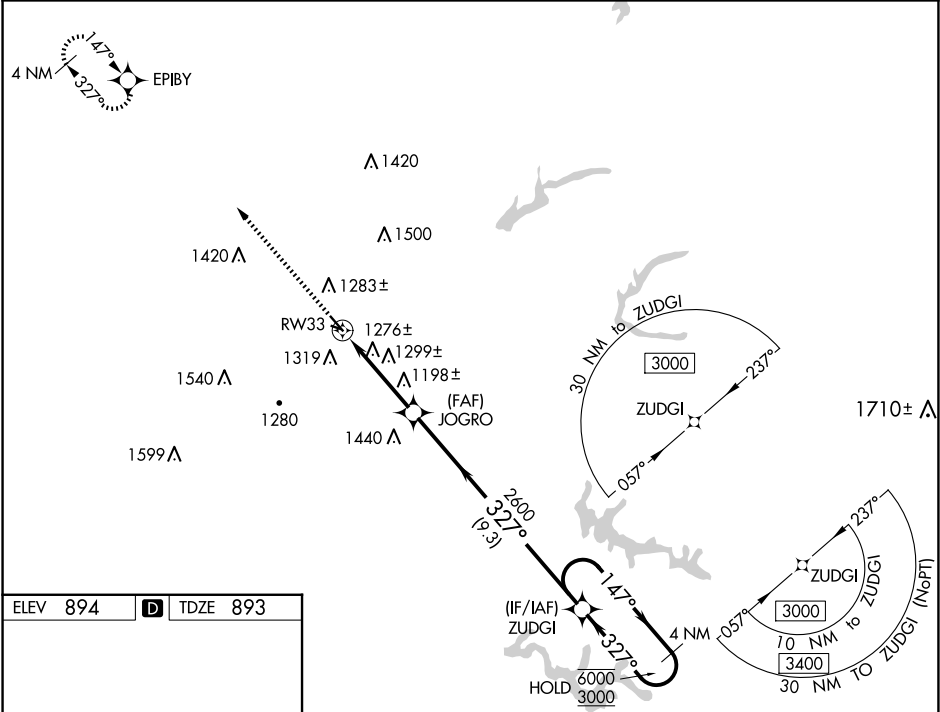 147°
4 NM
327°
EPIBY
1420
1500
1420
1283±
RW33
1276±
1299±
1319
1198±
1540
(FAF)
JOGRO
1280
1440
1599
30 NM to ZUDGI
3000
237°
ZUDGI
057°
1710±
2600
327°
(9.3)
237°
ZUDGI
057°
3000
10 NM to ZUDGI
3400
30 NM TO ZUDGI (NoPT)
(IF/IAF)
ZUDGI
147°
327°
4 NM
HOLD 6000
3000
ELEV 894 D TDZE 893